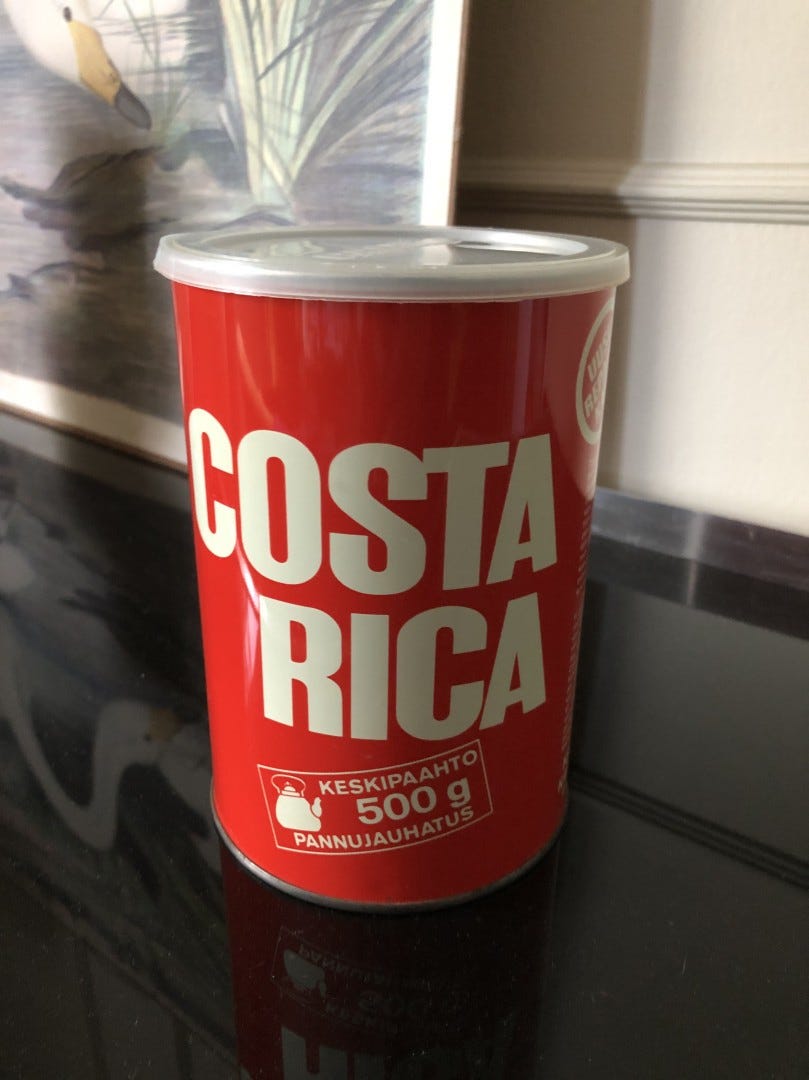 COSTA
RICA
KESKIPAAHTO
500 g
PANNUJAUHATUS